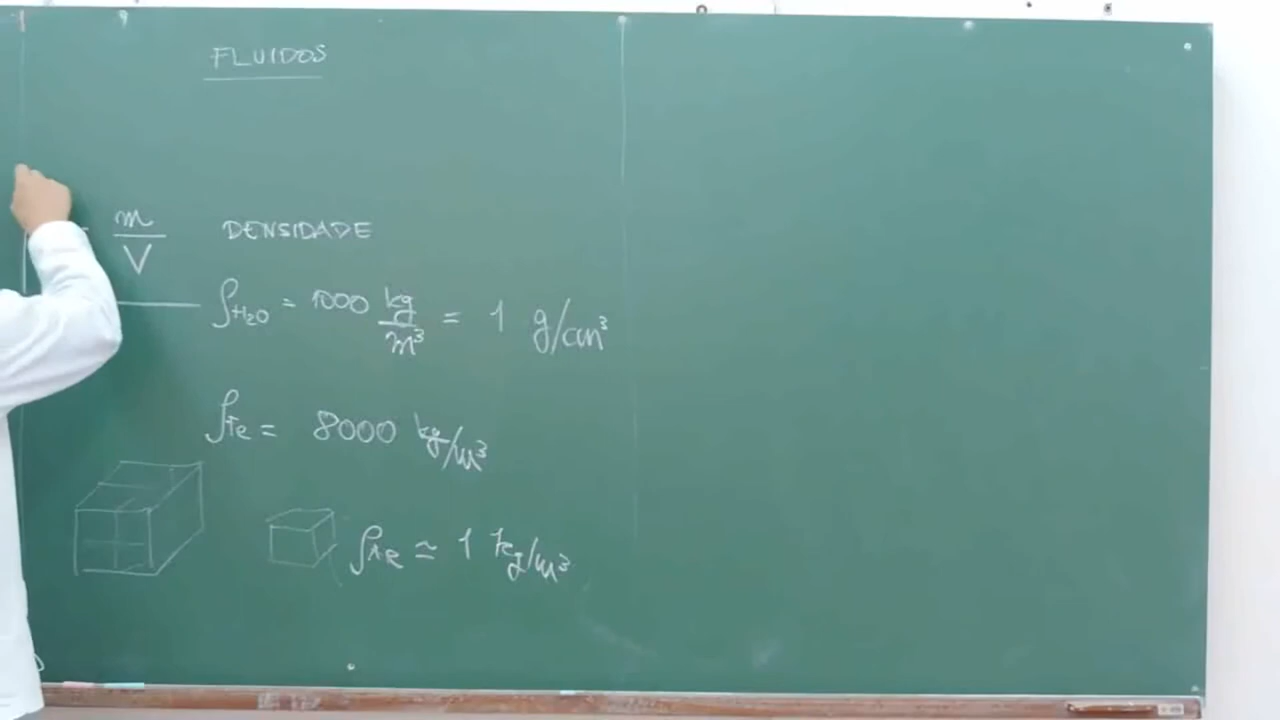 FLUIDOS
m/V DENSIDADE
ρH₂O = 1000 kg/m³ = 1 g/cm³
ρFe = 8000 kg/m³
ρAR ≃ 1 kg/m³